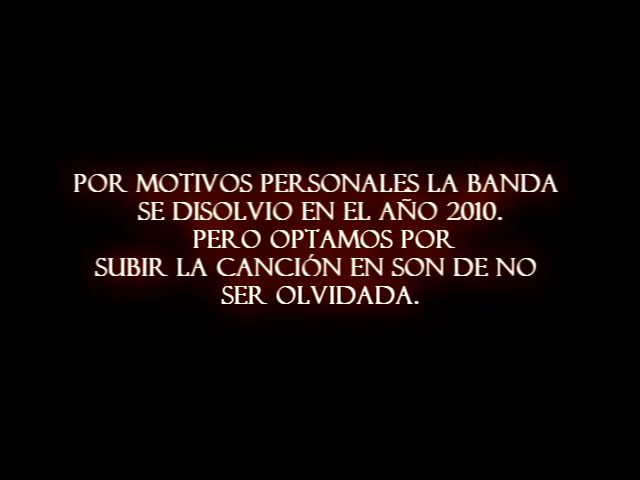 POR MOTIVOS PERSONALES LA BANDA
SE DISOLVIO EN EL AÑO 2010.
PERO OPTAMOS POR
SUBIR LA CANCIÓN EN SON DE NO
SER OLVIDADA.